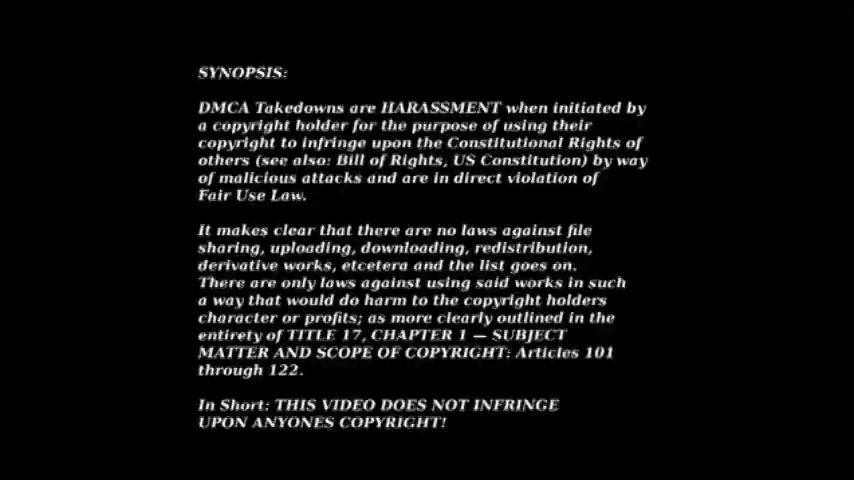 SYNOPSIS:
DMCA Takedowns are HARASSMENT when initiated by
a copyright holder for the purpose of using their
copyright to infringe upon the Constitutional Rights of
others (see also: Bill of Rights, US Constitution) by way
of malicious attacks and are in direct violation of
Fair Use Law.
It makes clear that there are no laws against file
sharing, uploading, downloading, redistribution,
derivative works, etcetera and the list goes on.
There are only laws against using said works in such
a way that would do harm to the copyright holders
character or profits; as more clearly outlined in the
entirety of TITLE 17, CHAPTER 1 — SUBJECT
MATTER AND SCOPE OF COPYRIGHT: Articles 101
through 122.
In Short: THIS VIDEO DOES NOT INFRINGE
UPON ANYONES COPYRIGHT!